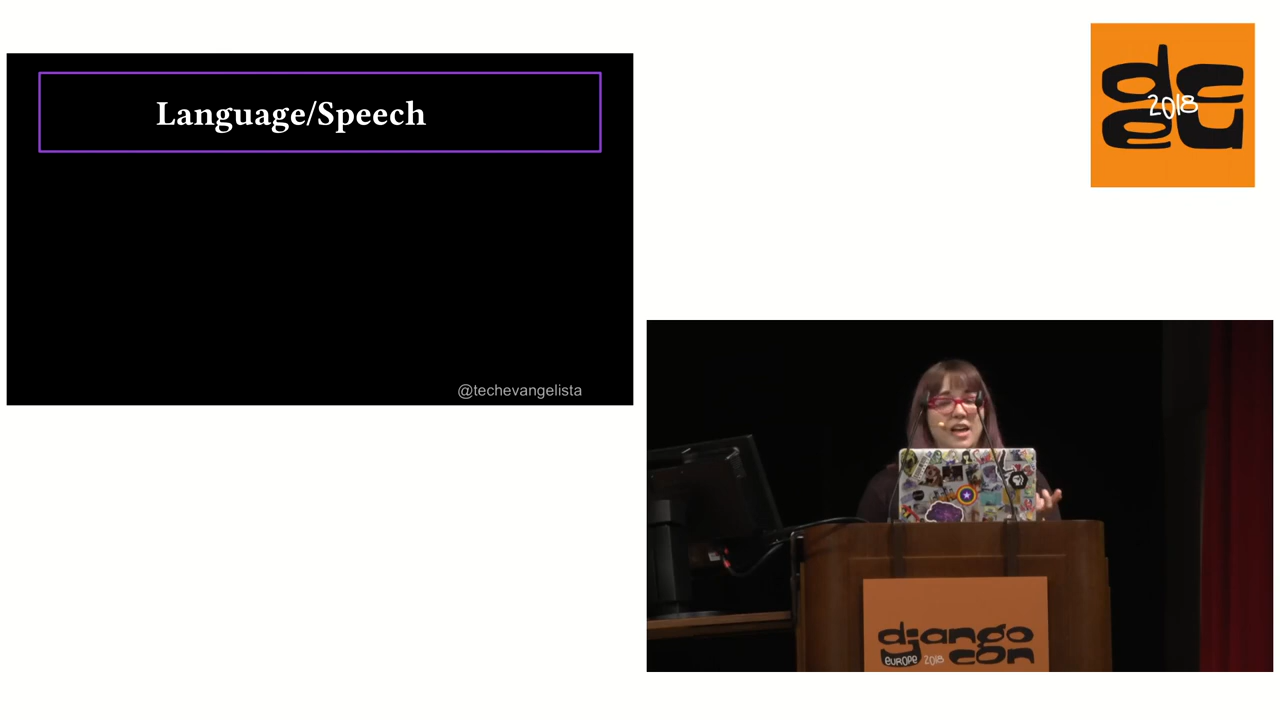 Language/Speech
@techevangelista
2018
django
EUROPE 2018 con